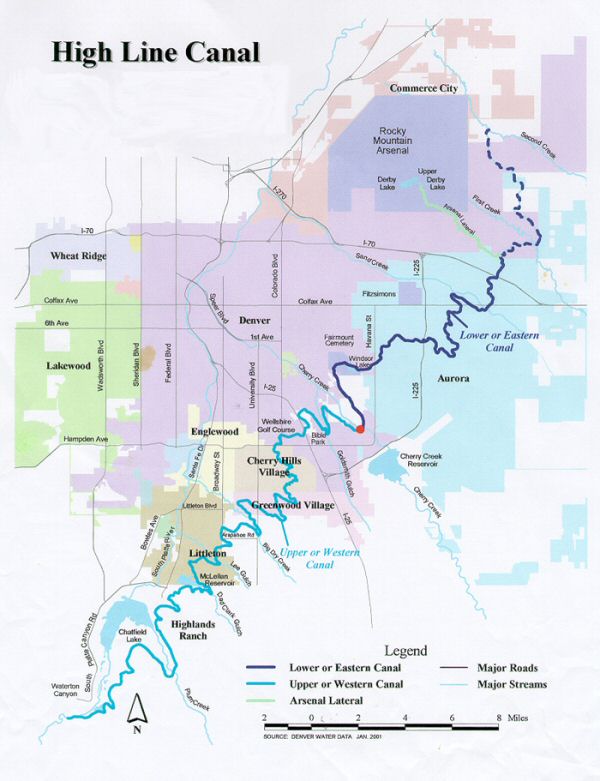 High Line Canal
Commerce City
Rocky
Mountain
Arsenal
Second Creek
Derby
Lake
Upper
Derby
Lake
First Creek
Arsenal Lateral
I-270
I-70
I-70
Wheat Ridge
Sand Creek
I-225
Colorado Blvd
Fitzsimons
Colfax Ave
Colfax Ave
Speer Blvd
Denver
6th Ave
1st Ave
Fairmount
Cemetery
Havana St
Lower or Eastern
Canal
Windsor
Lake
Lakewood
Wadsworth Blvd
Sheridan Blvd
Federal Blvd
University Blvd
Cherry Creek
I-25
I-225
Aurora
Wellshire
Golf Course
Englewood
Bible
Park
Hampden Ave
Santa Fe Dr
Broadway St
Cherry Hills
Village
Goldsmith Gulch
Cherry Creek
Reservoir
Cherry Creek
Littleton Blvd
Greenwood Village
I-25
Bowles Ave
South Platte River
Arapahoe Rd
Big Dry Creek
Upper or Western
Canal
Littleton
Lee Gulch
McLellan
Reservoir
Dad Clark Gulch
Highlands
Ranch
South Platte Canyon Rd
Chatfield
Lake
Waterton
Canyon
Plum Creek
N
Legend
Lower or Eastern Canal
Major Roads
Upper or Western Canal
Major Streams
Arsenal Lateral
2 0 2 4 6 8 Miles
SOURCE: DENVER WATER DATA JAN. 2001